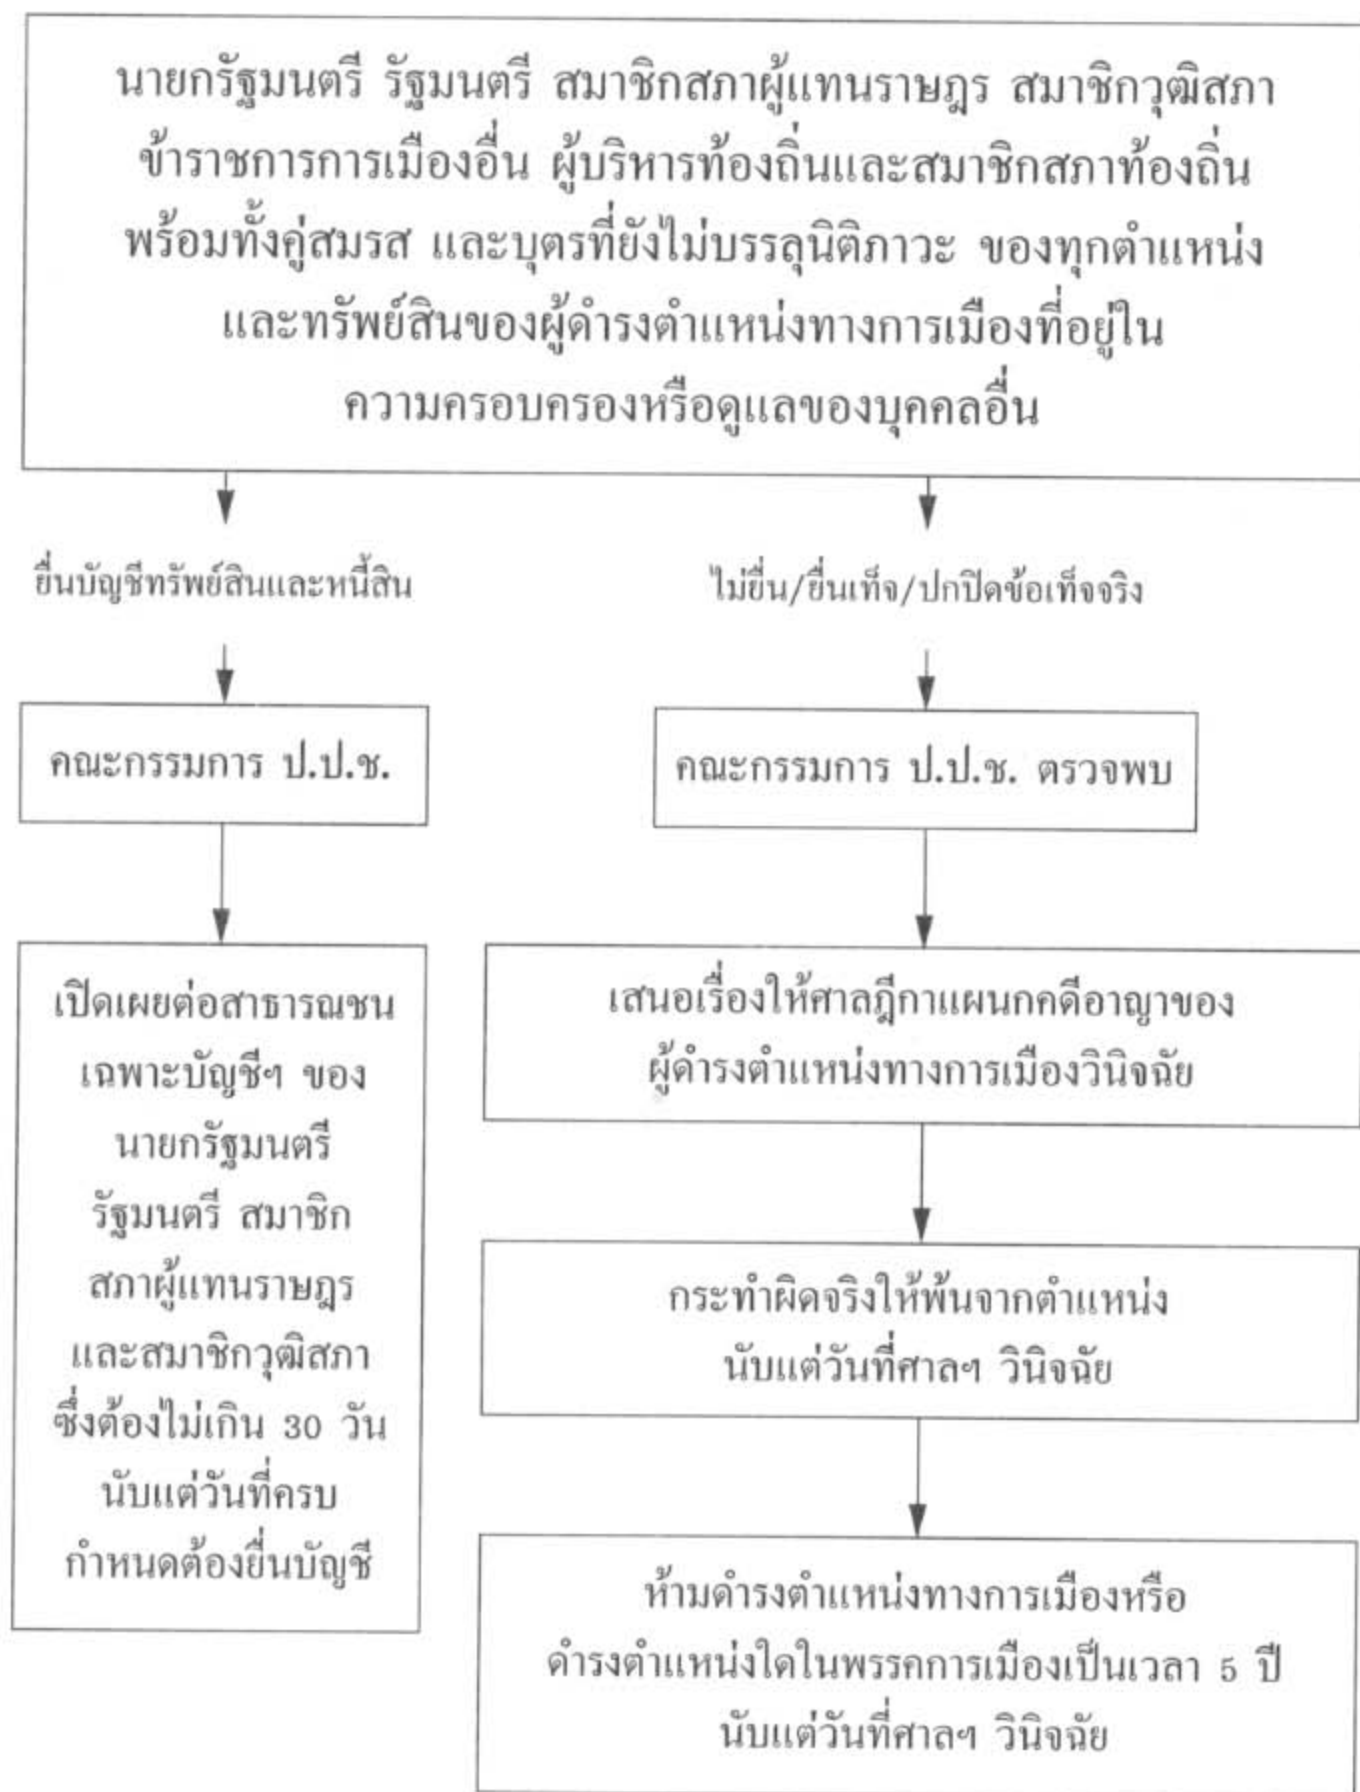 นายกรัฐมนตรี รัฐมนตรี สมาชิกสภาผู้แทนราษฎร สมาชิกวุฒิสภา
ข้าราชการการเมืองอื่น ผู้บริหารท้องถิ่นและสมาชิกสภาท้องถิ่น
พร้อมทั้งคู่สมรส และบุตรที่ยังไม่บรรลุนิติภาวะ ของทุกตำแหน่ง
และทรัพย์สินของผู้ดำรงตำแหน่งทางการเมืองที่อยู่ใน
ความครอบครองหรือดูแลของบุคคลอื่น
ยื่นบัญชีทรัพย์สินและหนี้สิน
คณะกรรมการ ป.ป.ช.
เปิดเผยต่อสาธารณชน
เฉพาะบัญชีฯ ของ
นายกรัฐมนตรี
รัฐมนตรี สมาชิก
สภาผู้แทนราษฎร
และสมาชิกวุฒิสภา
ซึ่งต้องไม่เกิน 30 วัน
นับแต่วันที่ครบ
กำหนดต้องยื่นบัญชี
ไม่ยื่น/ยื่นเท็จ/ปกปิดข้อเท็จจริง
คณะกรรมการ ป.ป.ช. ตรวจพบ
เสนอเรื่องให้ศาลฎีกาแผนกคดีอาญาของ
ผู้ดำรงตำแหน่งทางการเมืองวินิจฉัย
กระทำผิดจริงให้พ้นจากตำแหน่ง
นับแต่วันที่ศาลฯ วินิจฉัย
ห้ามดำรงตำแหน่งทางการเมืองหรือ
ดำรงตำแหน่งใดในพรรคการเมืองเป็นเวลา 5 ปี
นับแต่วันที่ศาลฯ วินิจฉัย